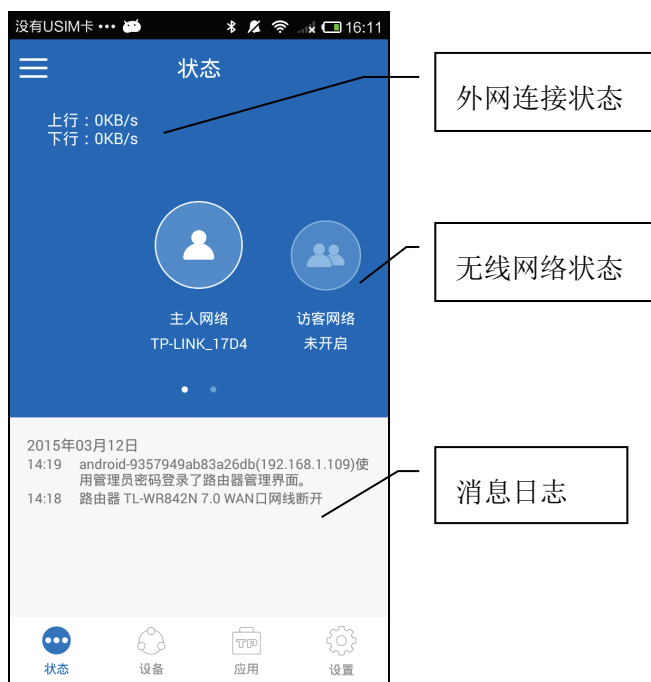 没有USIM卡 ••• 16:11
状态
上行：0KB/s
下行：0KB/s
外网连接状态
无线网络状态
主人网络 访客网络
TP-LINK_17D4 未开启
2015年03月12日
14:19 android-9357949ab83a26db(192.168.1.109)使
用管理员密码登录了路由器管理界面。
14:18 路由器 TL-WR842N 7.0 WAN口网线断开
消息日志
TP
状态 设备 应用 设置